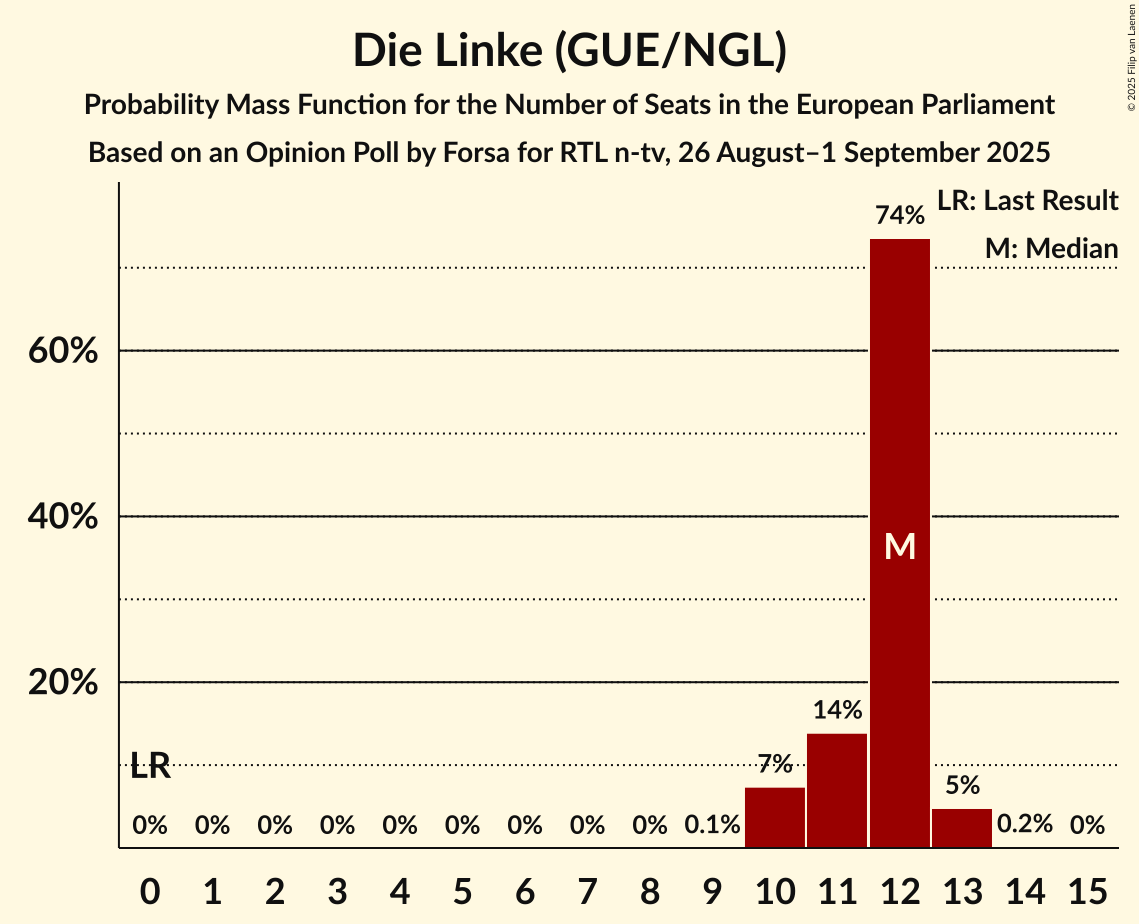 Die Linke (GUE/NGL)
Probability Mass Function for the Number of Seats in the European Parliament
Based on an Opinion Poll by Forsa for RTL n-tv, 26 August–1 September 2025
© 2025 Filip van Laenen
LR: Last Result
M: Median
74%
60%
40%
M
20%
14%
LR
7%
5%
0% 0% 0% 0% 0% 0% 0% 0% 0% 0.1% 0.2% 0%
0 1 2 3 4 5 6 7 8 9 10 11 12 13 14 15